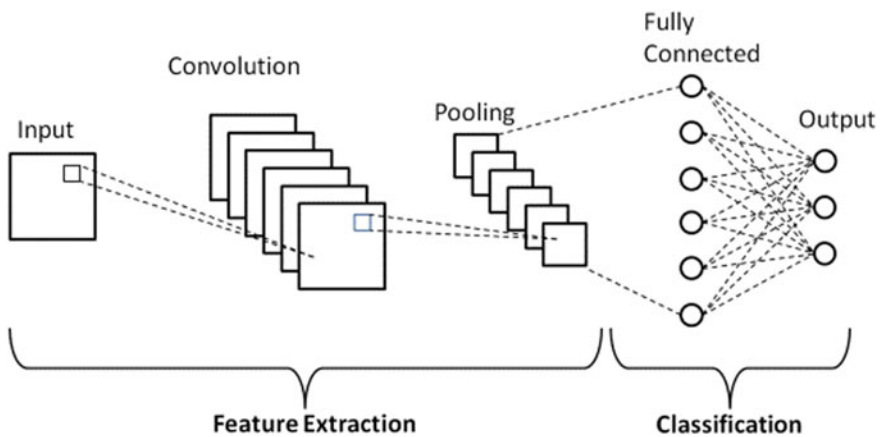 Input
Convolution
Pooling
Fully
Connected
Output
Feature Extraction
Classification